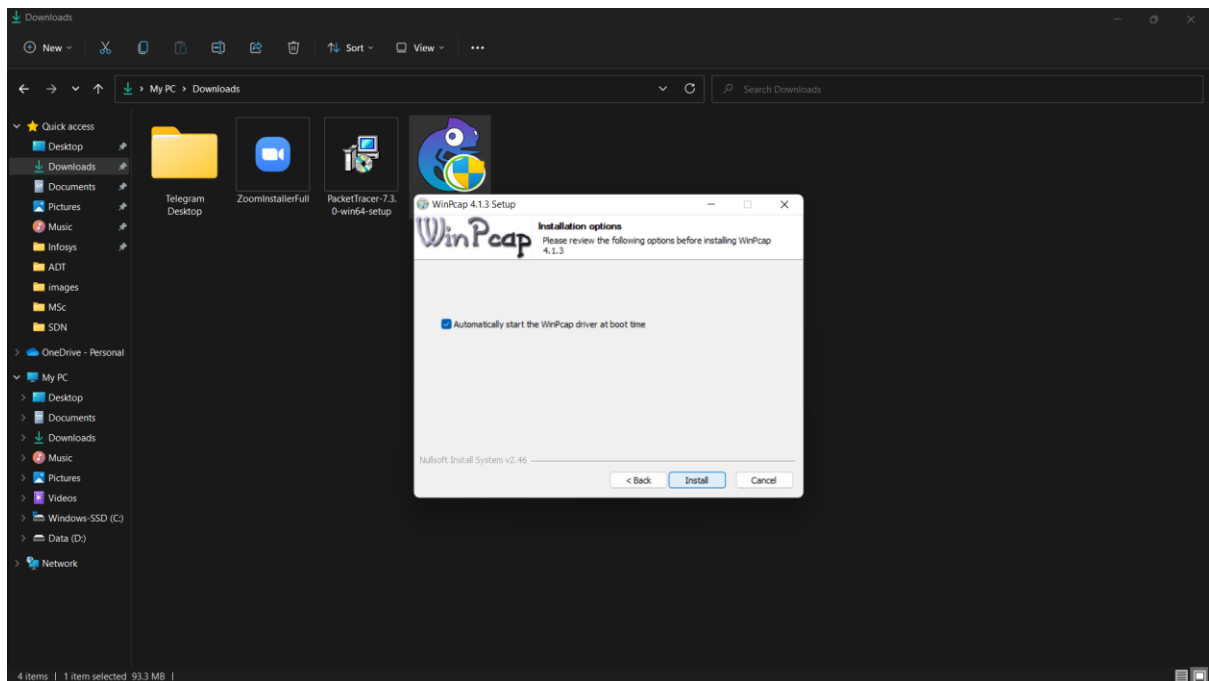 Downloads
New
Sort
View
My PC > Downloads
Search Downloads
Quick access
Desktop
Downloads
Documents
Pictures
Music
Infosys
ADT
images
MSc
SDN
OneDrive - Personal
My PC
Desktop
Documents
Downloads
Music
Pictures
Videos
Windows-SSD (C:)
Data (D:)
Network
Telegram
Desktop
ZoomInstallerFull
PacketTracer-7.3.
0-win64-setup
WinPcap 4.1.3 Setup
WinPcap
Installation options
Please review the following options before installing WinPcap
4.1.3
Automatically start the WinPcap driver at boot time
Nullsoft Install System v2.46
< Back
Install
Cancel
4 items | 1 item selected 93.3 MB |